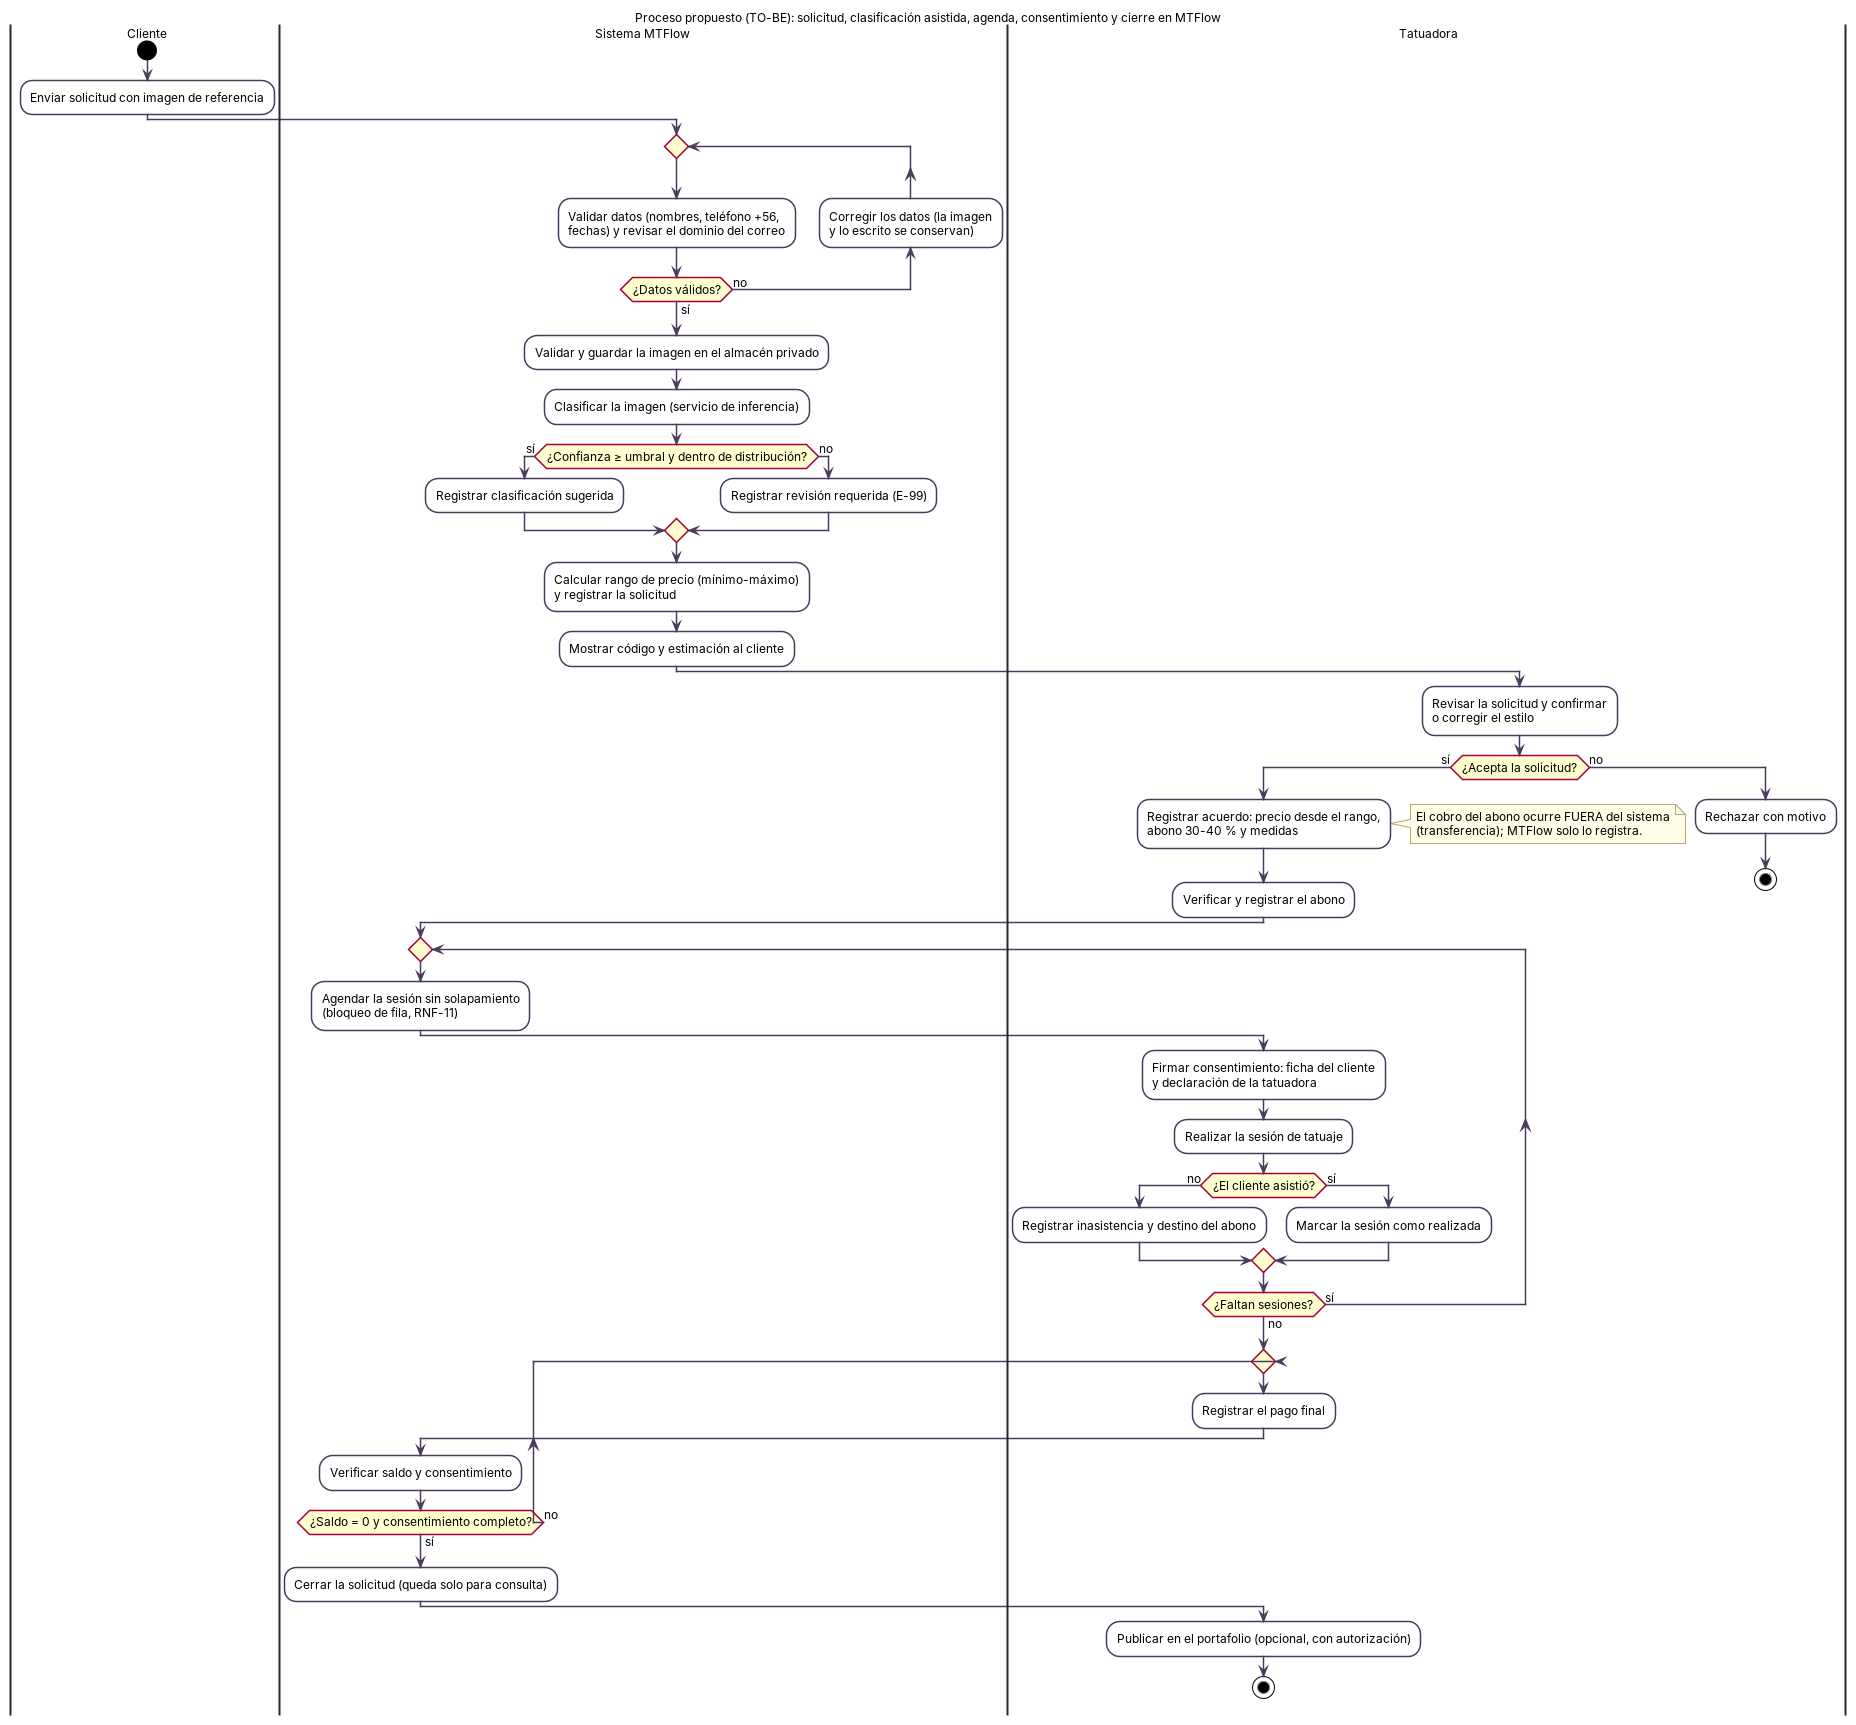 Proceso propuesto (TO-BE): solicitud, clasificación asistida, agenda, consentimiento y cierre en MTFlow
Cliente
Sistema MTFlow
Tatuadora
Enviar solicitud con imagen de referencia
Validar datos (nombres, teléfono +56,
fechas) y revisar el dominio del correo
Corregir los datos (la imagen
y lo escrito se conservan)
¿Datos válidos?
no
sí
Validar y guardar la imagen en el almacén privado
Clasificar la imagen (servicio de inferencia)
sí
¿Confianza ≥ umbral y dentro de distribución?
no
Registrar clasificación sugerida
Registrar revisión requerida (E-99)
Calcular rango de precio (mínimo-máximo)
y registrar la solicitud
Mostrar código y estimación al cliente
Revisar la solicitud y confirmar
o corregir el estilo
sí
¿Acepta la solicitud?
no
Registrar acuerdo: precio desde el rango,
abono 30-40 % y medidas
El cobro del abono ocurre FUERA del sistema
(transferencia); MTFlow solo lo registra.
Rechazar con motivo
Verificar y registrar el abono
Agendar la sesión sin solapamiento
(bloqueo de fila, RNF-11)
Firmar consentimiento: ficha del cliente
y declaración de la tatuadora
Realizar la sesión de tatuaje
no
¿El cliente asistió?
sí
Registrar inasistencia y destino del abono
Marcar la sesión como realizada
¿Faltan sesiones?
sí
no
Registrar el pago final
Verificar saldo y consentimiento
¿Saldo = 0 y consentimiento completo?
no
sí
Cerrar la solicitud (queda solo para consulta)
Publicar en el portafolio (opcional, con autorización)